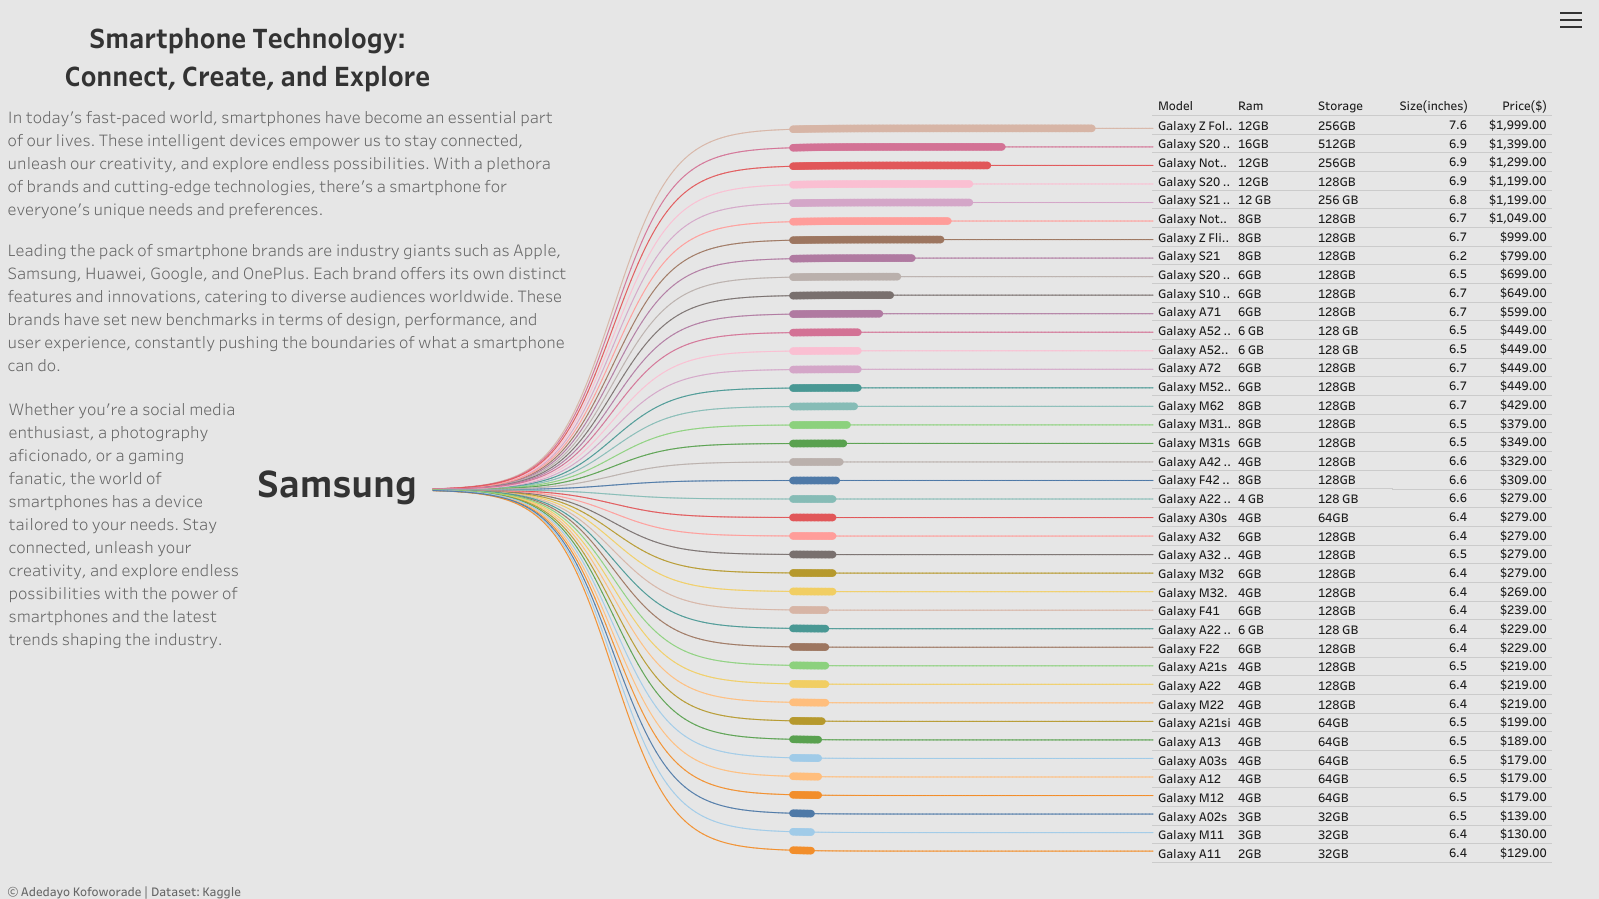 Smartphone Technology:
Connect, Create, and Explore
In today's fast-paced world, smartphones have become an essential part
of our lives. These intelligent devices empower us to stay connected,
unleash our creativity, and explore endless possibilities. With a plethora
of brands and cutting-edge technologies, there's a smartphone for
everyone's unique needs and preferences.
Leading the pack of smartphone brands are industry giants such as Apple,
Samsung, Huawei, Google, and OnePlus. Each brand offers its own distinct
features and innovations, catering to diverse audiences worldwide. These
brands have set new benchmarks in terms of design, performance, and
user experience, constantly pushing the boundaries of what a smartphone
can do.
Whether you're a social media
enthusiast, a photography
aficionado, or a gaming
fanatic, the world of
smartphones has a device
tailored to your needs. Stay
connected, unleash your
creativity, and explore endless
possibilities with the power of
smartphones and the latest
trends shaping the industry.
Samsung
Model Ram Storage Size(inches) Price($)
Galaxy Z Fol.. 12GB 256GB 7.6 $1,999.00
Galaxy S20 .. 16GB 512GB 6.9 $1,399.00
Galaxy Not.. 12GB 256GB 6.9 $1,299.00
Galaxy S20 .. 12GB 128GB 6.9 $1,199.00
Galaxy S21 .. 12 GB 256 GB 6.8 $1,199.00
Galaxy Not.. 8GB 128GB 6.7 $1,049.00
Galaxy Z Fli.. 8GB 128GB 6.7 $999.00
Galaxy S21 8GB 128GB 6.2 $799.00
Galaxy S20 .. 6GB 128GB 6.5 $699.00
Galaxy S10 .. 6GB 128GB 6.7 $649.00
Galaxy A71 6GB 128GB 6.7 $599.00
Galaxy A52 .. 6 GB 128 GB 6.5 $449.00
Galaxy A52.. 6 GB 128 GB 6.5 $449.00
Galaxy A72 6GB 128GB 6.7 $449.00
Galaxy M52.. 6GB 128GB 6.7 $449.00
Galaxy M62 8GB 128GB 6.7 $429.00
Galaxy M31.. 8GB 128GB 6.5 $379.00
Galaxy M31s 6GB 128GB 6.5 $349.00
Galaxy A42 .. 4GB 128GB 6.6 $329.00
Galaxy F42 .. 8GB 128GB 6.6 $309.00
Galaxy A22 .. 4 GB 128 GB 6.6 $279.00
Galaxy A30s 4GB 64GB 6.4 $279.00
Galaxy A32 6GB 128GB 6.4 $279.00
Galaxy A32 .. 4GB 128GB 6.5 $279.00
Galaxy M32 6GB 128GB 6.4 $279.00
Galaxy M32. 6GB 128GB 6.4 $269.00
Galaxy F41 6GB 128GB 6.4 $239.00
Galaxy A22 .. 6 GB 128 GB 6.4 $229.00
Galaxy F22 6GB 128GB 6.4 $229.00
Galaxy A21s 4GB 128GB 6.5 $219.00
Galaxy A22 4GB 128GB 6.4 $219.00
Galaxy M22 4GB 128GB 6.4 $219.00
Galaxy A21si 4GB 64GB 6.5 $199.00
Galaxy A13 4GB 64GB 6.5 $189.00
Galaxy A03s 4GB 64GB 6.5 $179.00
Galaxy A12 4GB 64GB 6.5 $179.00
Galaxy M12 4GB 64GB 6.5 $179.00
Galaxy A02s 3GB 32GB 6.5 $139.00
Galaxy M11 3GB 32GB 6.4 $130.00
Galaxy A11 2GB 32GB 6.4 $129.00
© Adedayo Kofoworade | Dataset: Kaggle